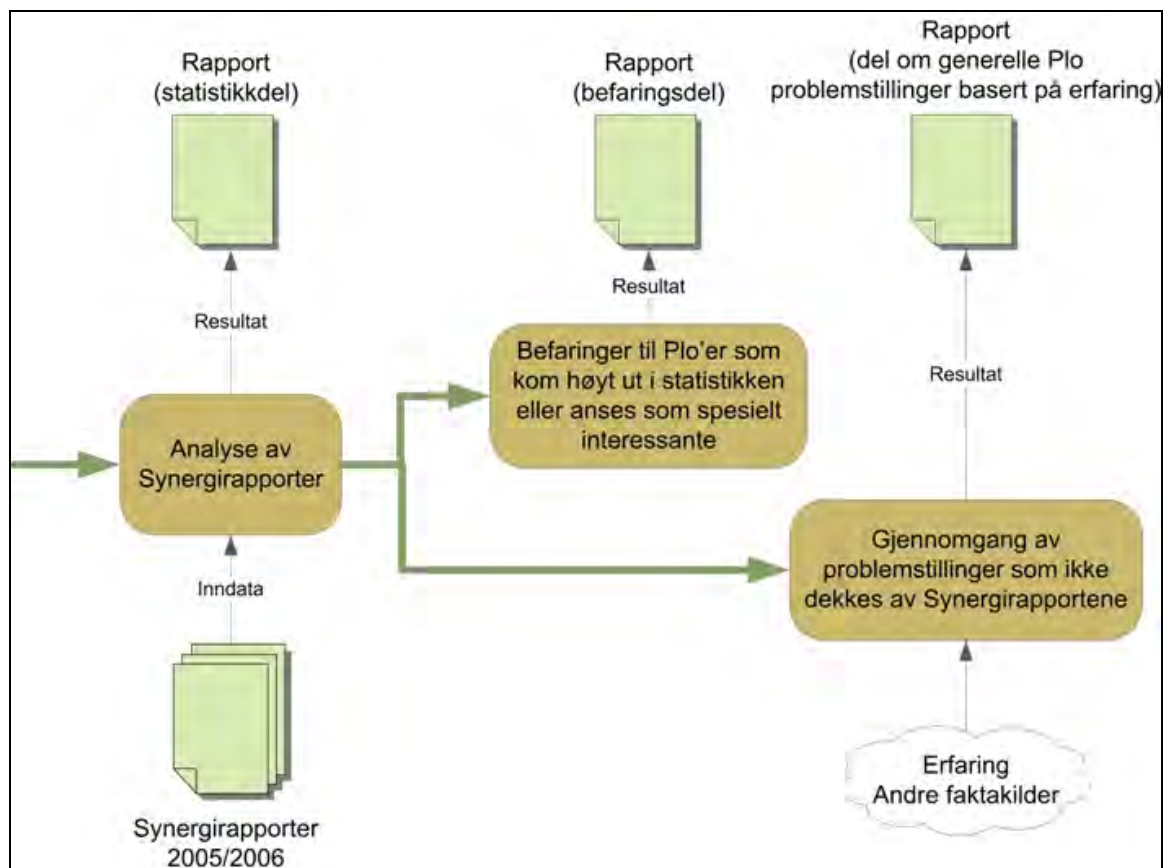 Rapport
(statistikkdel)
Rapport
(befaringsdel)
Rapport
(del om generelle Plo
problemstillinger basert på erfaring)
Resultat
Resultat
Resultat
Analyse av
Synergirapporter
Befaringer til Plo’er som
kom høyt ut i statistikken
eller anses som spesielt
interessante
Gjennomgang av
problemstillinger som ikke
dekkes av Synergirapportene
Inndata
Synergirapporter
2005/2006
Erfaring
Andre faktakilder